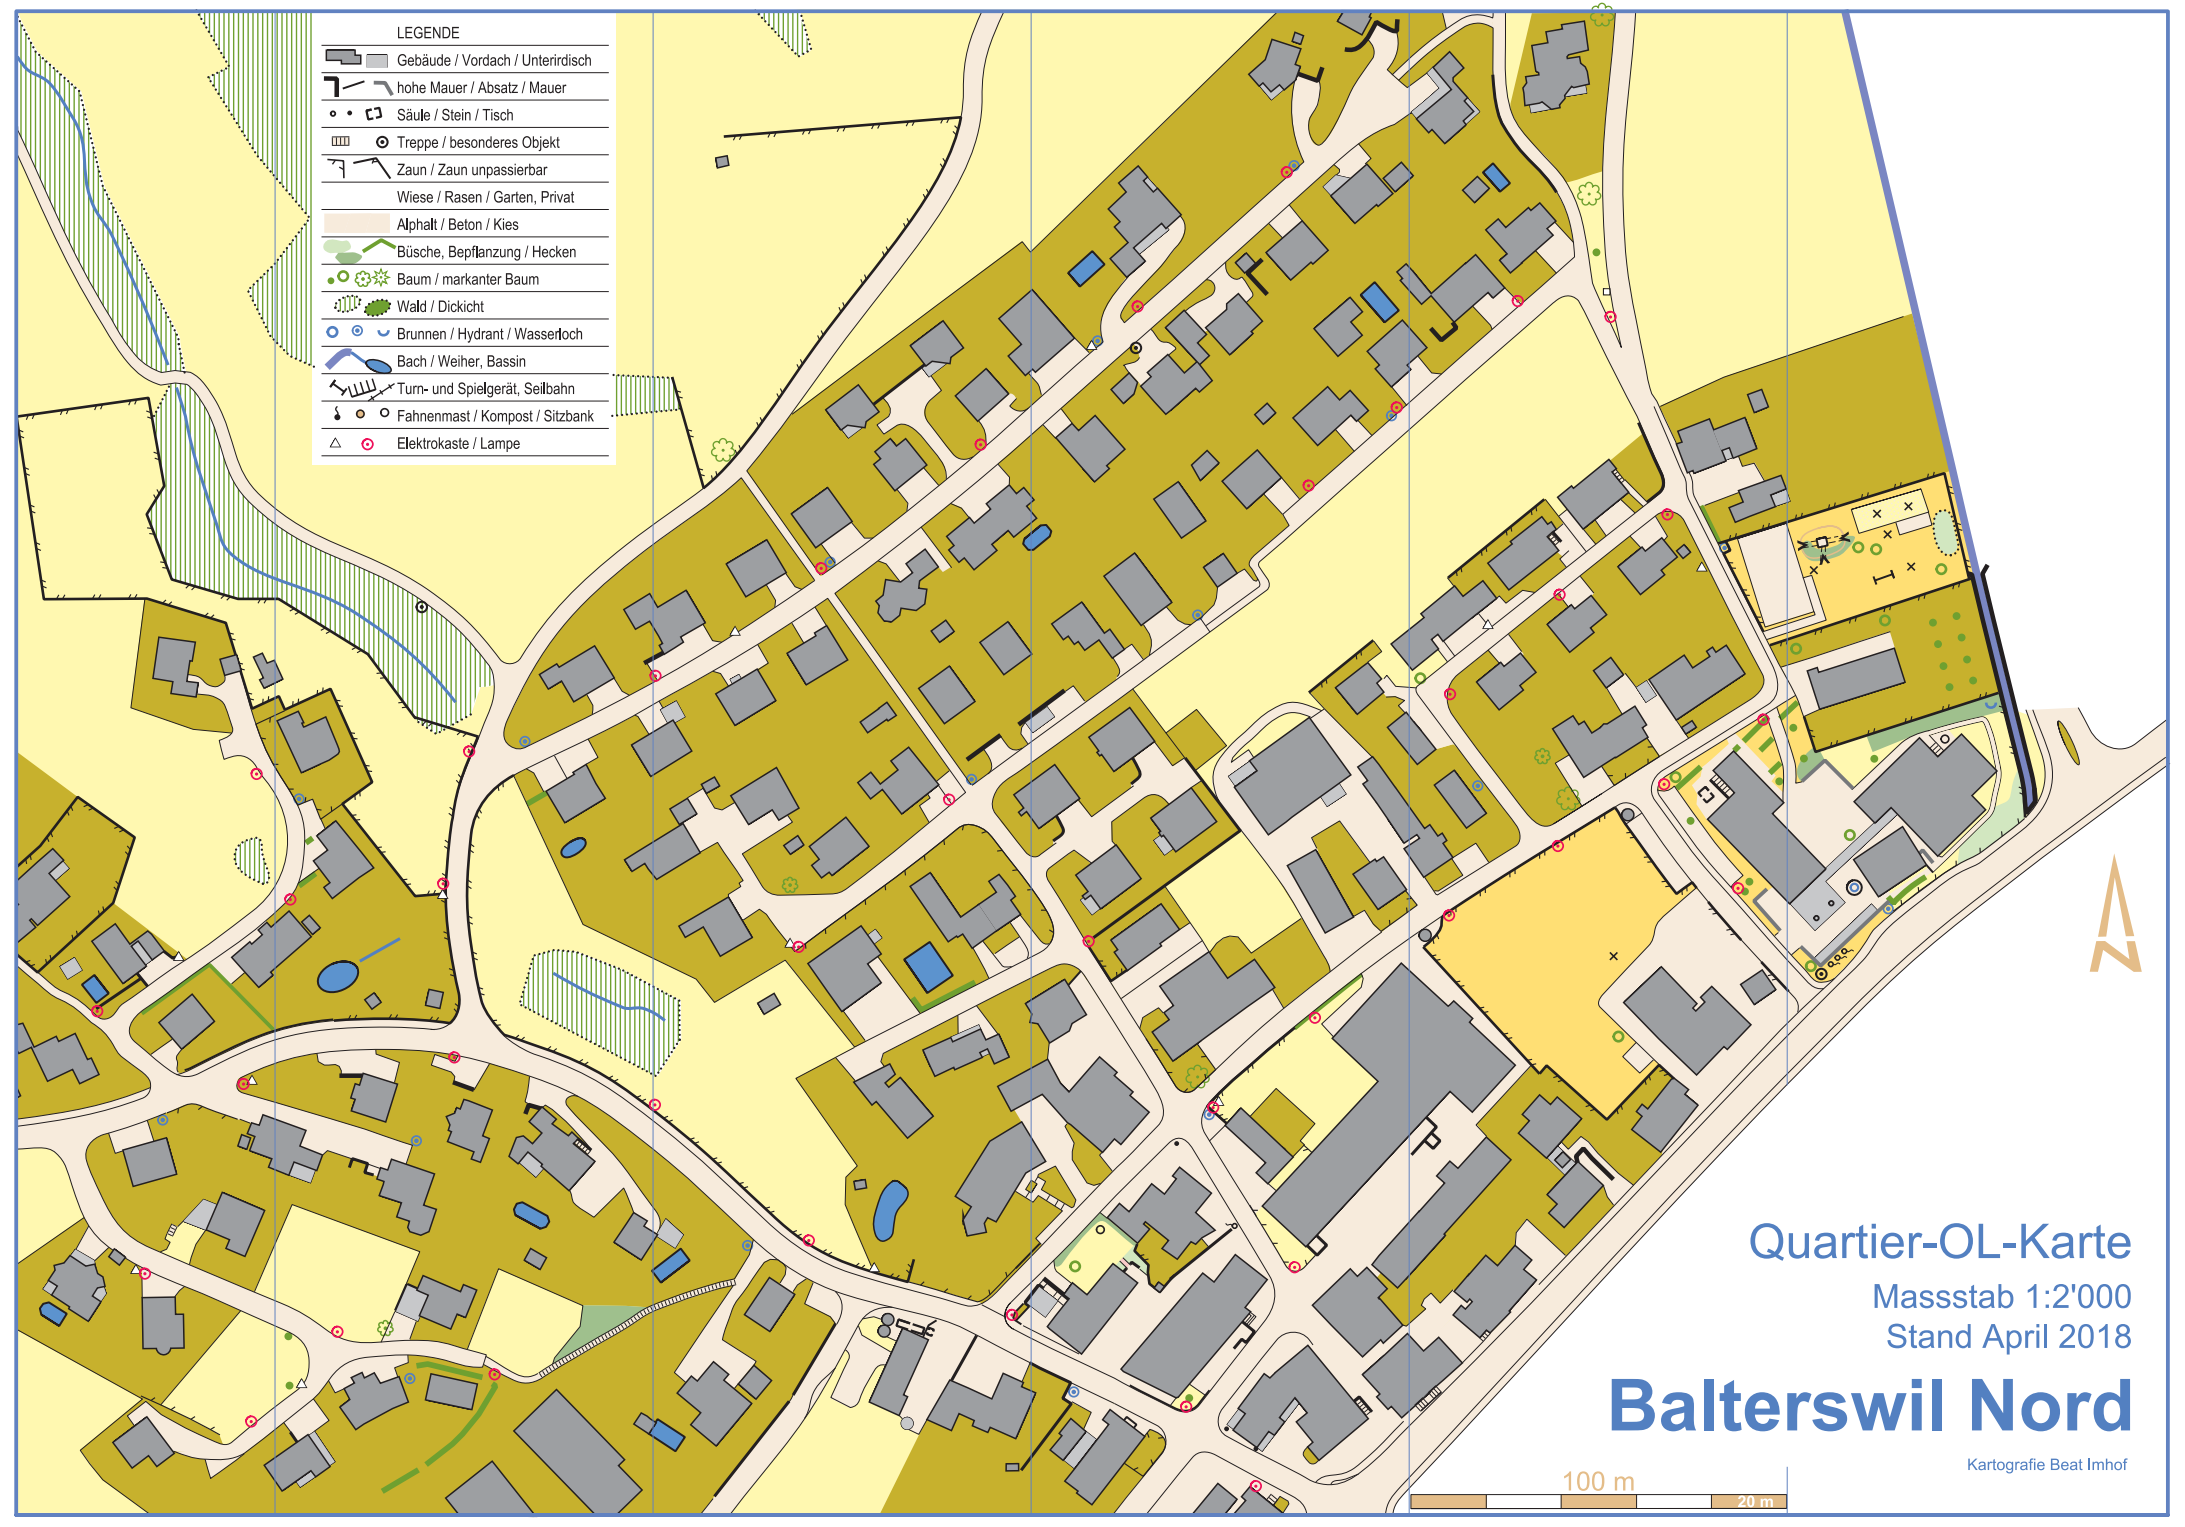 LEGENDE
Gebäude / Vordach / Unterirdisch
hohe Mauer / Absatz / Mauer
Säule / Stein / Tisch
Treppe / besonderes Objekt
Zaun / Zaun unpassierbar
Wiese / Rasen / Garten, Privat
Alphalt / Beton / Kies
Büsche, Bepflanzung / Hecken
Baum / markanter Baum
Wald / Dickicht
Brunnen / Hydrant / Wasserloch
Bach / Weiher, Bassin
Turn- und Spielgerät, Seilbahn
Fahnenmast / Kompost / Sitzbank
Elektrokaste / Lampe
N
Quartier-OL-Karte
Massstab 1:2'000
Stand April 2018
Balterswil Nord
Kartografie Beat Imhof
100 m
20 m